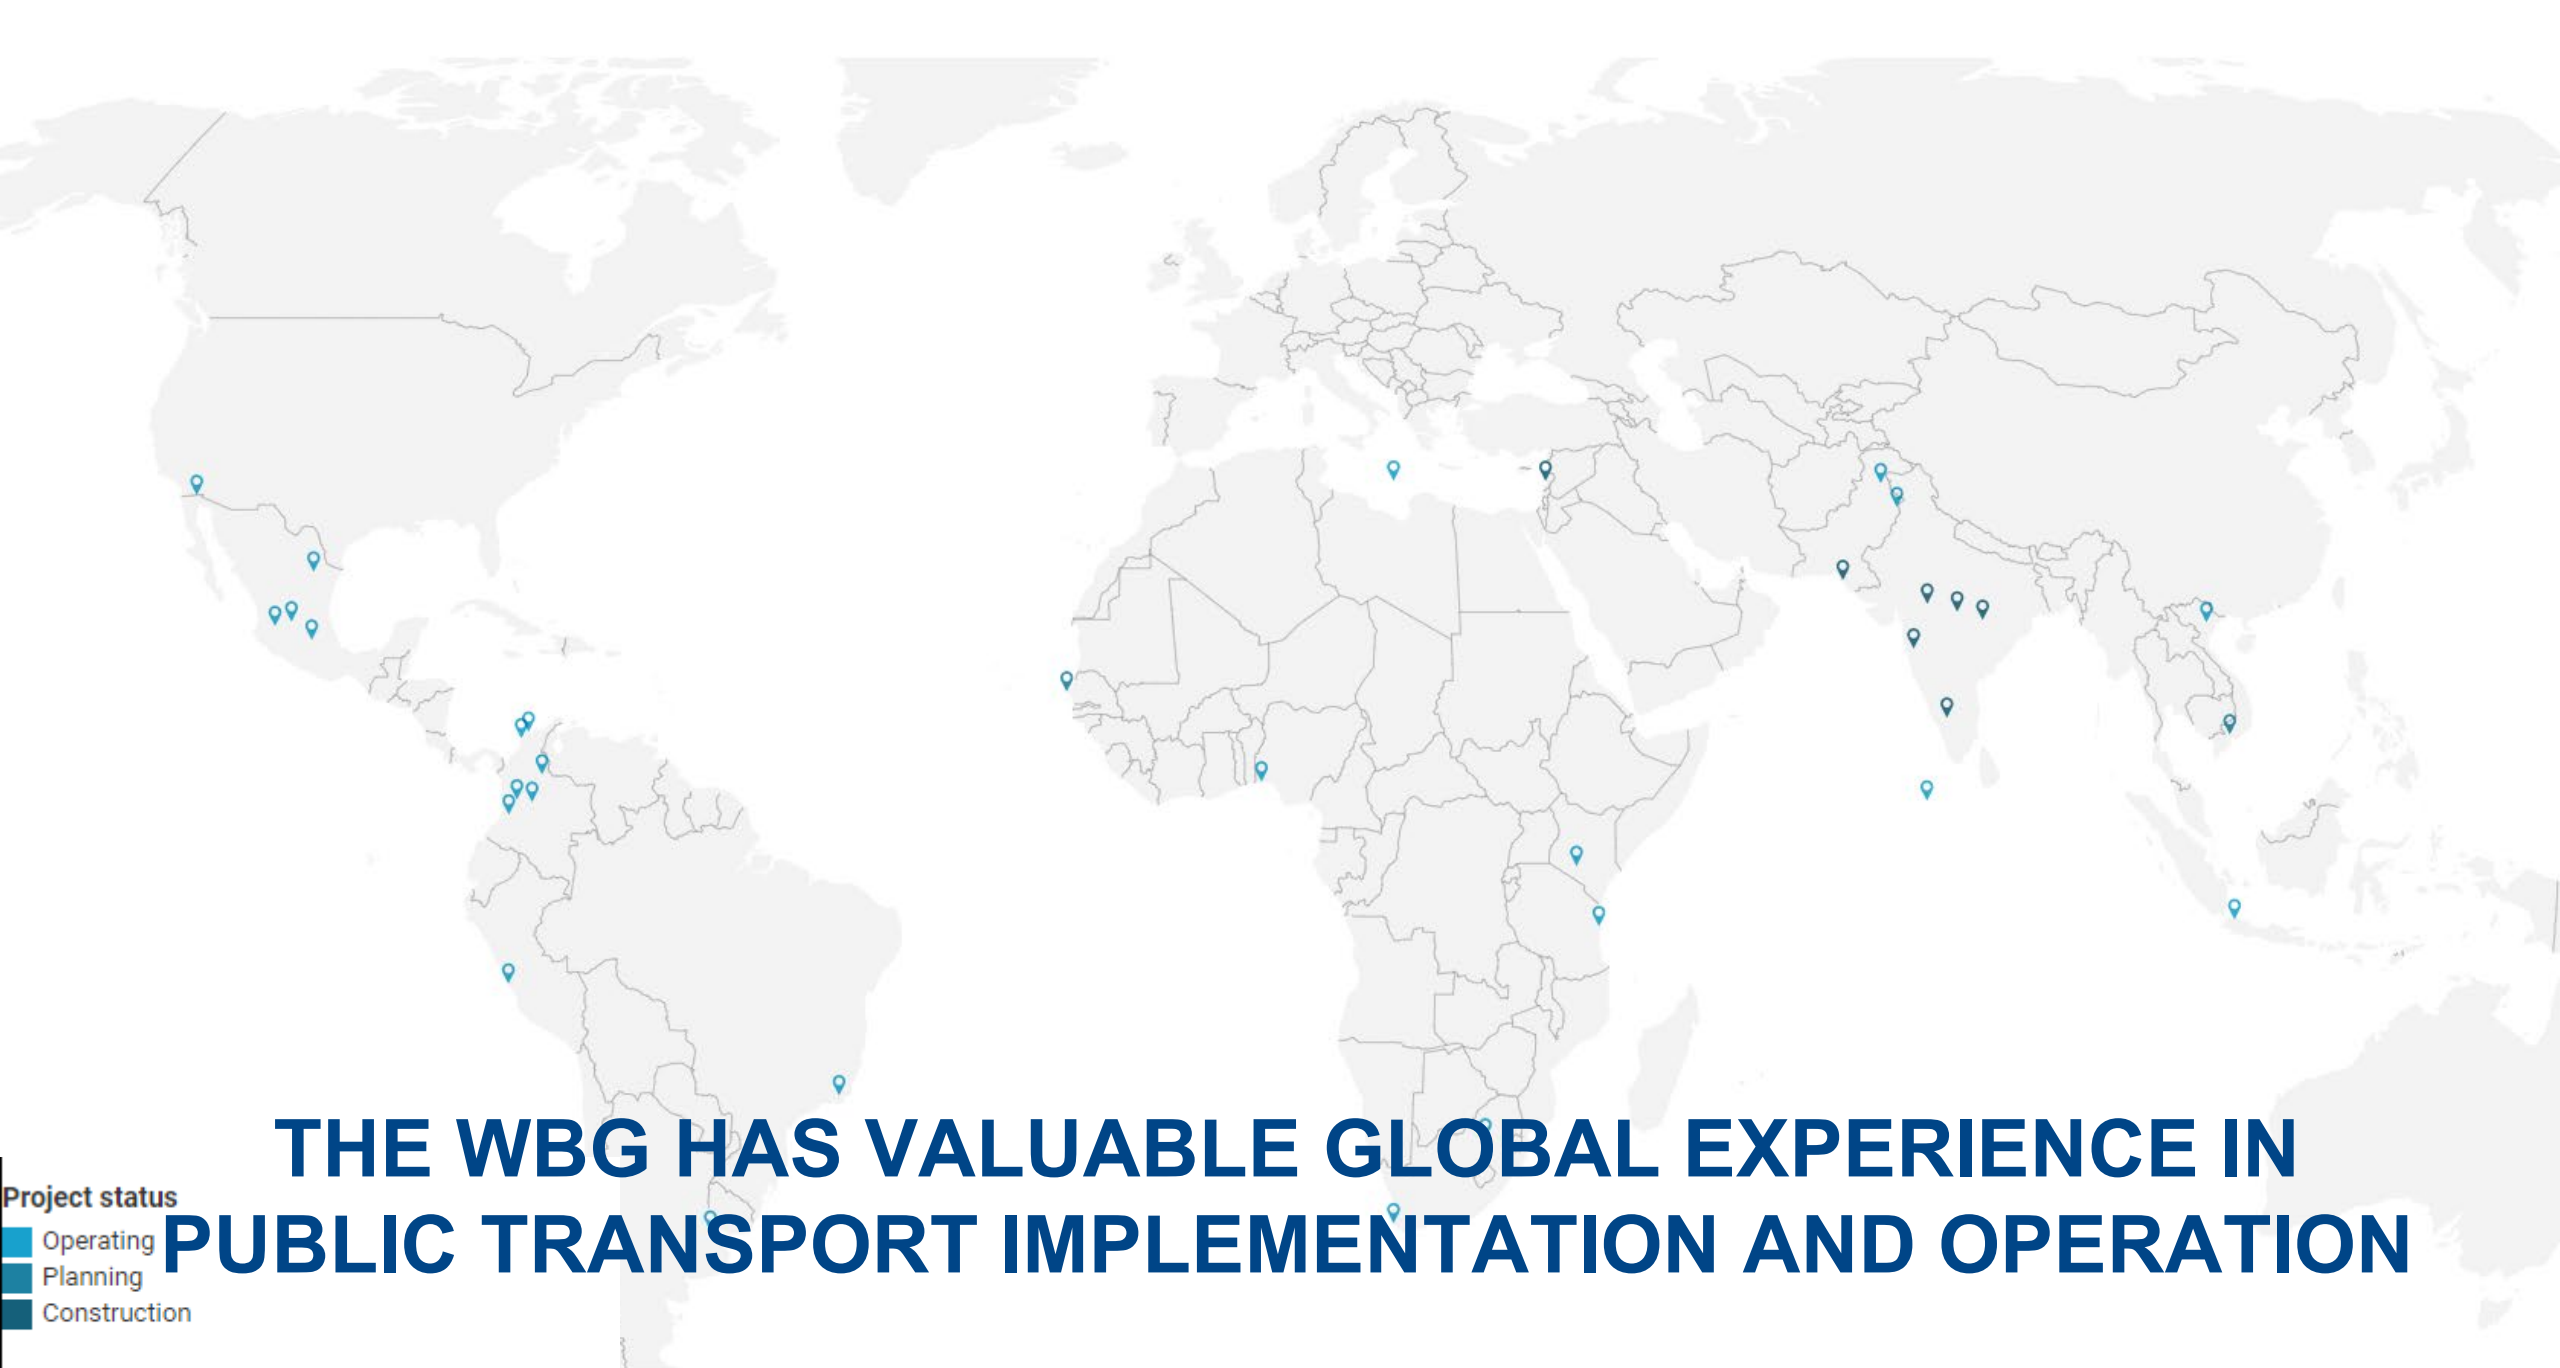 THE WBG HAS VALUABLE GLOBAL EXPERIENCE IN
PUBLIC TRANSPORT IMPLEMENTATION AND OPERATION
Project status
Operating
Planning
Construction